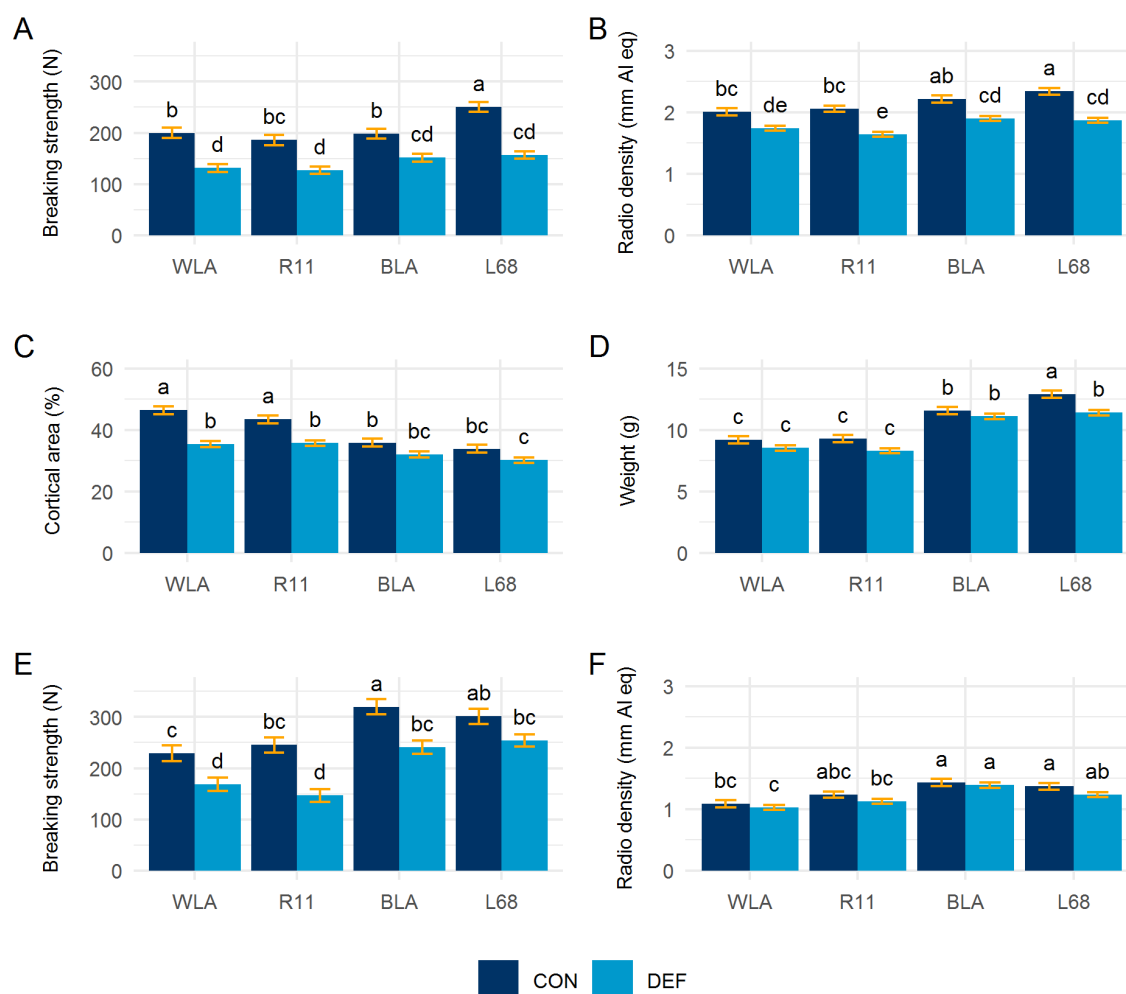 A
Breaking strength (N)
300
200
100
0
b
d
bc
d
b
cd
a
cd
WLA R11 BLA L68
B
Radio density (mm Al eq)
3
2
1
0
bc
de
bc
e
ab
cd
a
cd
WLA R11 BLA L68
C
Cortical area (%)
60
40
20
0
a
b
a
b
b
bc
b
c
WLA R11 BLA L68
D
Weight (g)
15
10
5
0
c
c
c
c
b
b
a
b
WLA R11 BLA L68
E
Breaking strength (N)
300
200
100
0
c
d
bc
d
a
bc
ab
bc
WLA R11 BLA L68
F
Radio density (mm Al eq)
3
2
1
0
bc
c
abc
bc
a
a
a
ab
WLA R11 BLA L68
CON DEF